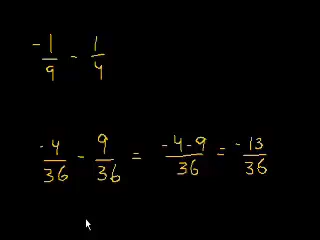 -1/9 - 1/4
-4/36 - 9/36 = -4-9/36 = -13/36